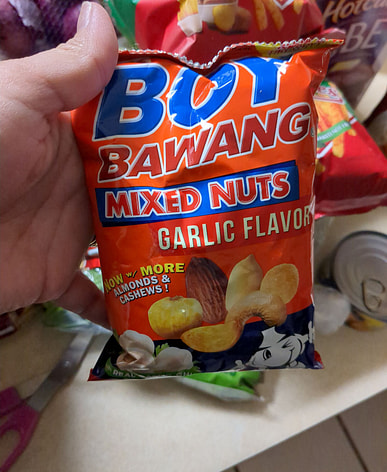 BOY
BAWANG
MIXED NUTS
GARLIC FLAVOR
NOW w/ MORE
ALMONDS &
CASHEWS!